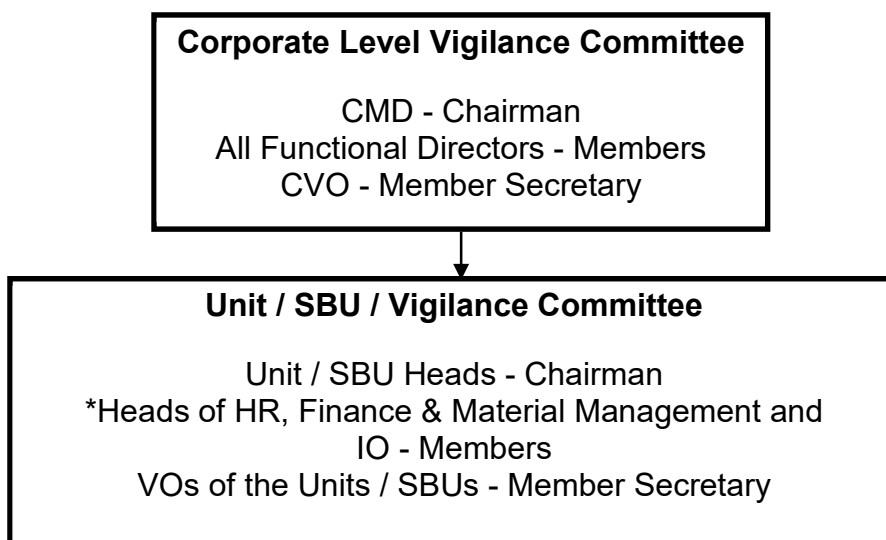 Corporate Level Vigilance Committee
CMD - Chairman
All Functional Directors - Members
CVO - Member Secretary
Unit / SBU / Vigilance Committee
Unit / SBU Heads - Chairman
*Heads of HR, Finance & Material Management and
IO - Members
VOs of the Units / SBUs - Member Secretary